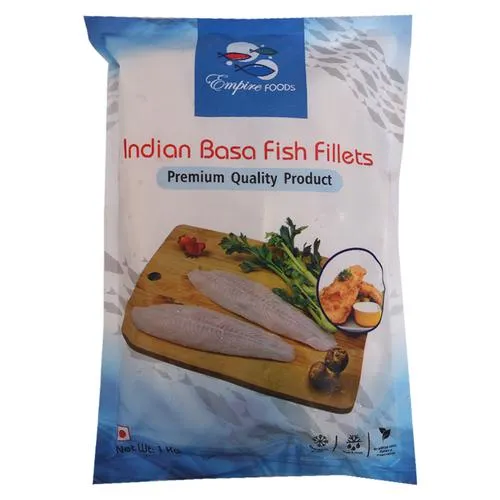 Empire FOODS
Indian Basa Fish Fillets
Premium Quality Product
Net Wt: 1 Kg